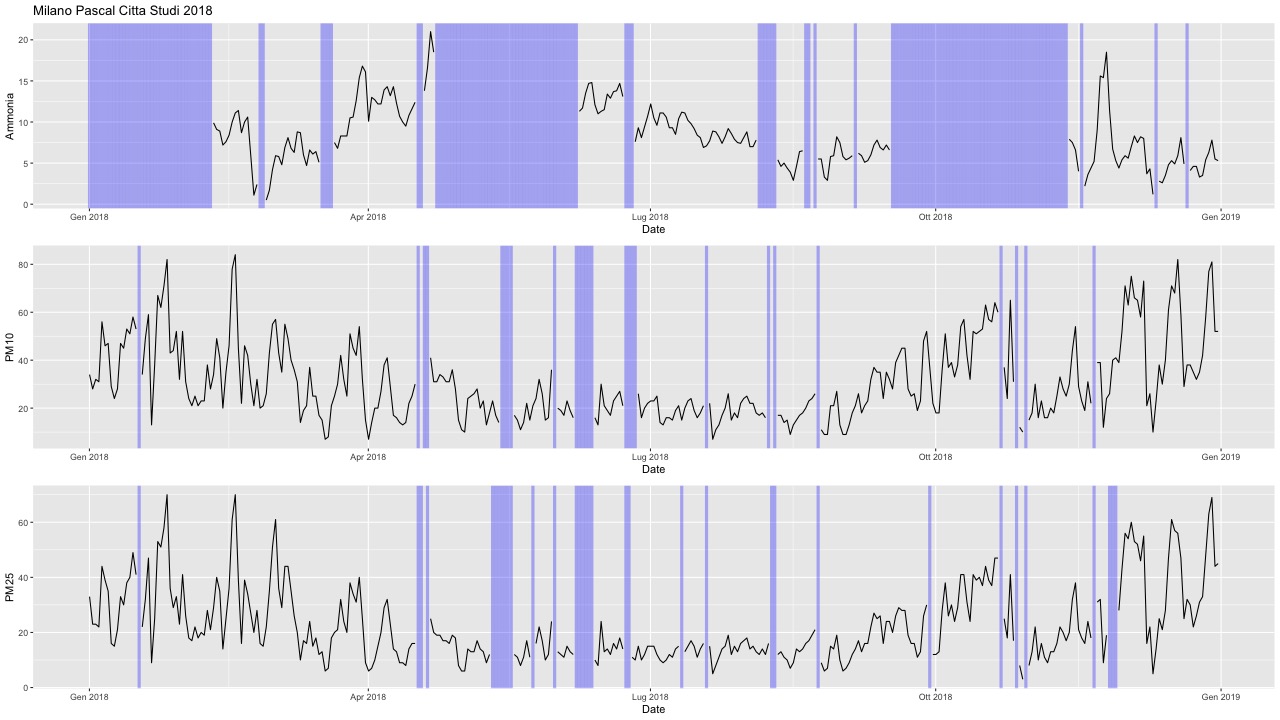 Milano Pascal Citta Studi 2018
Ammonia
20
15
10
5
0
Gen 2018 Apr 2018 Lug 2018 Ott 2018 Gen 2019
Date
PM10
80
60
40
20
Gen 2018 Apr 2018 Lug 2018 Ott 2018 Gen 2019
Date
PM25
60
40
20
0
Gen 2018 Apr 2018 Lug 2018 Ott 2018 Gen 2019
Date